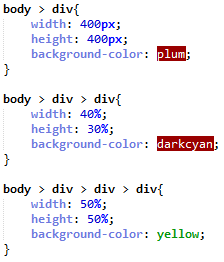 body > div{
width: 400px;
height: 400px;
background-color: plum;
}
body > div > div{
width: 40%;
height: 30%;
background-color: darkcyan;
}
body > div > div > div{
width: 50%;
height: 50%;
background-color: yellow;
}